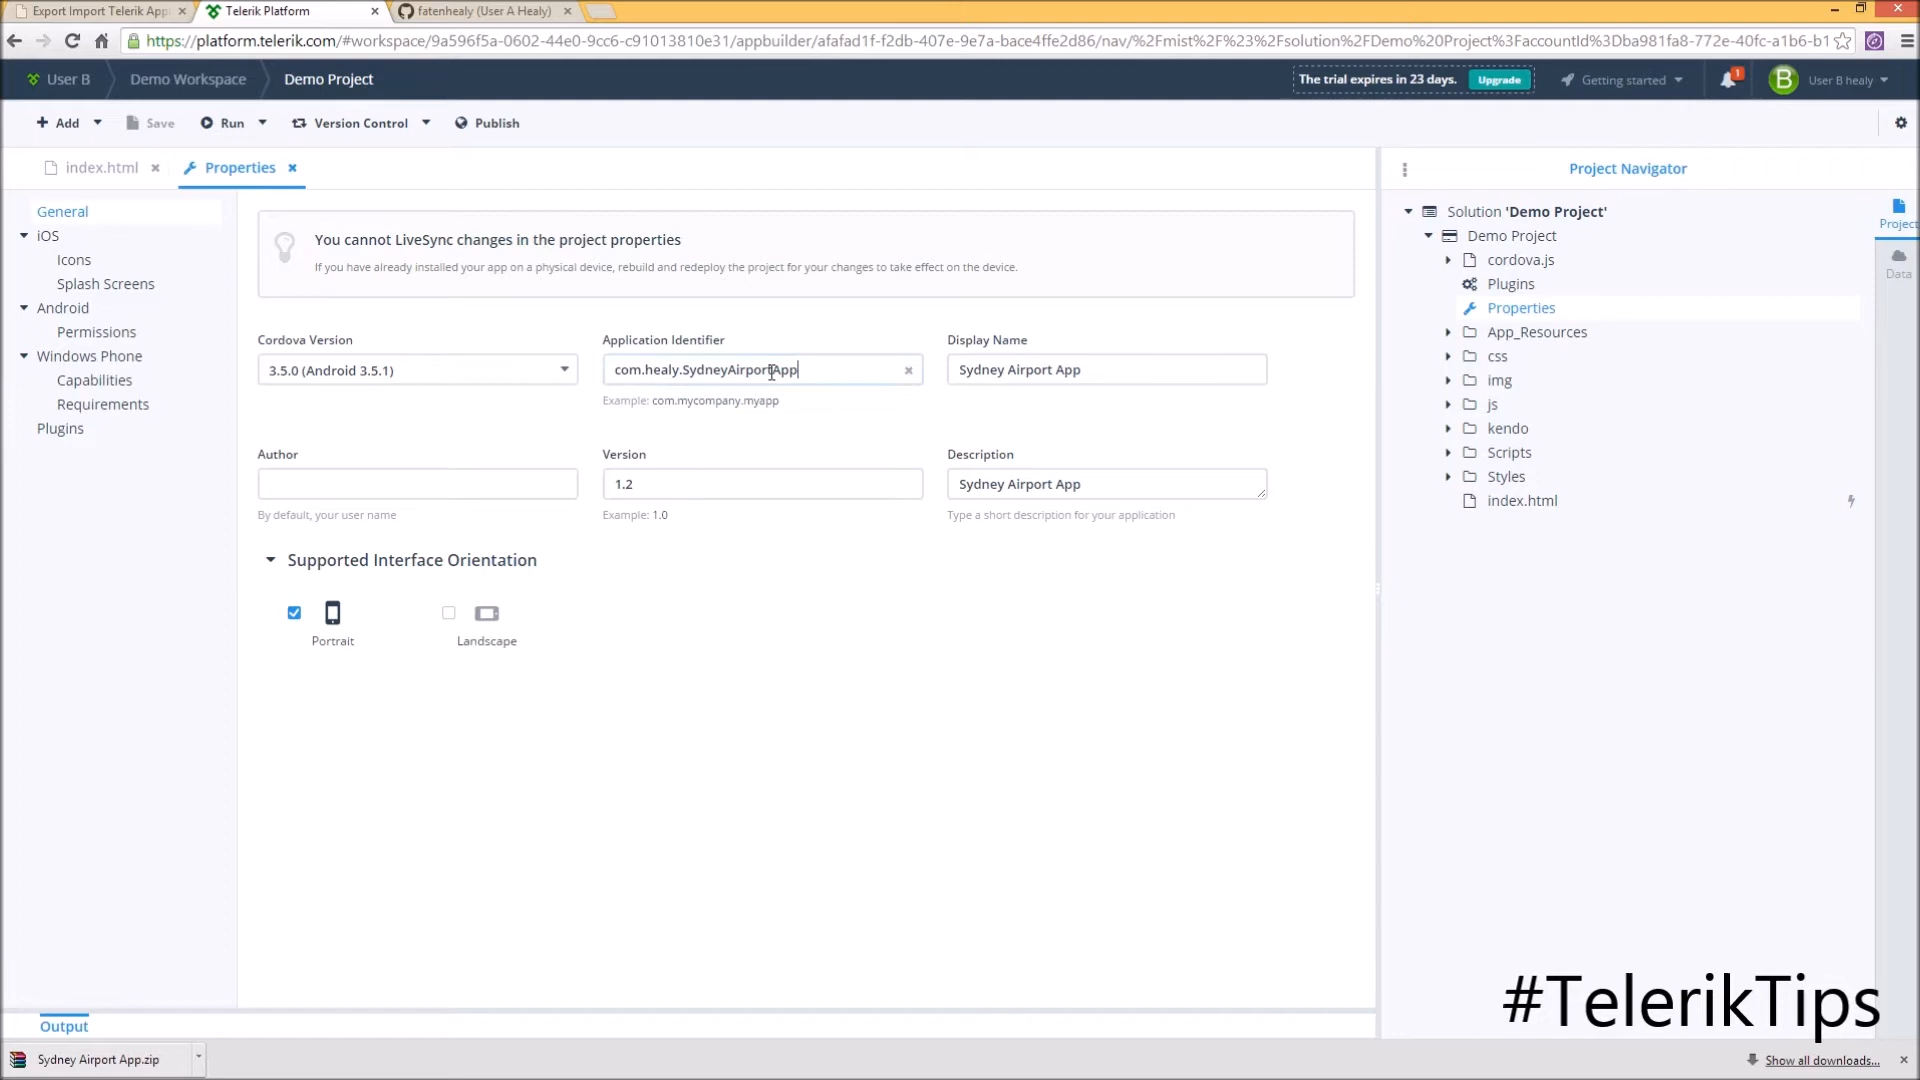 Export Import Telerik App
Telerik Platform
fatenhealy (User A Healy)
https://platform.telerik.com/#workspace/9a596f5a-0602-44e0-9cc6-c91013810e31/appbuilder/afafad1f-f2db-407e-9e7a-bace4ffe2d86/nav/%2Fmist%2F%23%2Fsolution%2FDemo%20Project%3FaccountId%3Dba981fa8-772e-40fc-a1b6-b1
User B
Demo Workspace
Demo Project
The trial expires in 23 days.
Upgrade
Getting started
1
B
User B healy
Add
Save
Run
Version Control
Publish
index.html
Properties
Project Navigator
General
iOS
Icons
Splash Screens
Android
Permissions
Windows Phone
Capabilities
Requirements
Plugins
You cannot LiveSync changes in the project properties
If you have already installed your app on a physical device, rebuild and redeploy the project for your changes to take effect on the device.
Cordova Version
3.5.0 (Android 3.5.1)
Application Identifier
com.healy.SydneyAirportApp
Example: com.mycompany.myapp
Display Name
Sydney Airport App
Author
By default, your user name
Version
1.2
Example: 1.0
Description
Sydney Airport App
Type a short description for your application
Supported Interface Orientation
Portrait
Landscape
Solution 'Demo Project'
Demo Project
cordova.js
Plugins
Properties
App_Resources
css
img
js
kendo
Scripts
Styles
index.html
Project
Data
#TelerikTips
Output
Sydney Airport App.zip
Show all downloads...